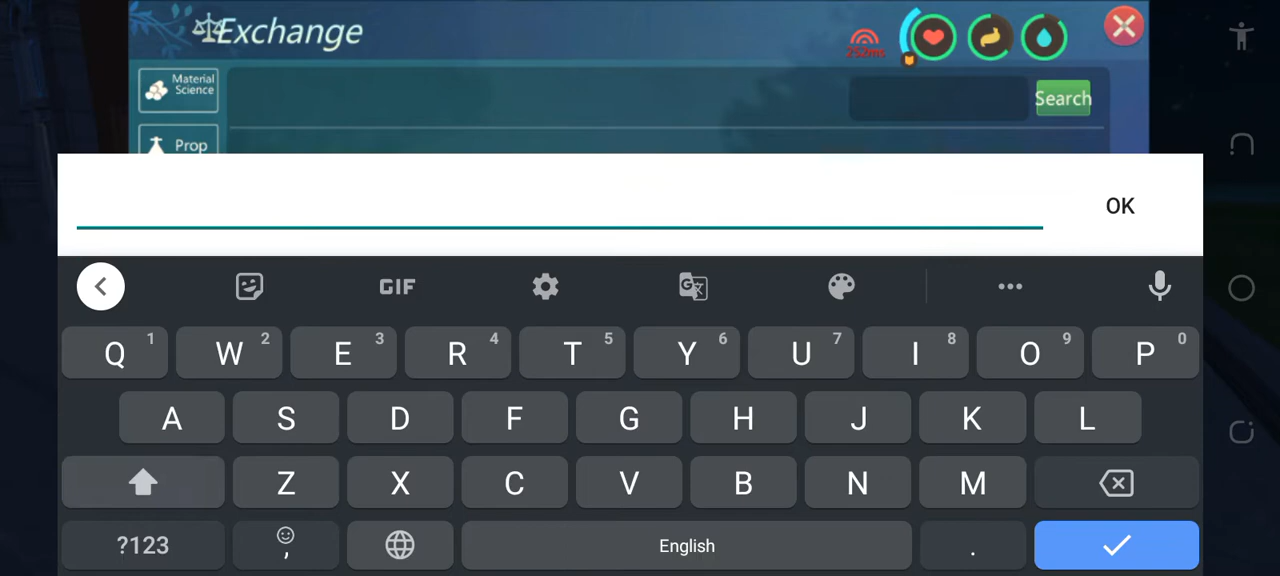 Exchange
252ms
Material
Science
Search
Prop
OK
GIF
Q 1 W 2 E 3 R 4 T 5 Y 6 U 7 I 8 O 9 P 0
A S D F G H J K L
Z X C V B N M
?123 , English .